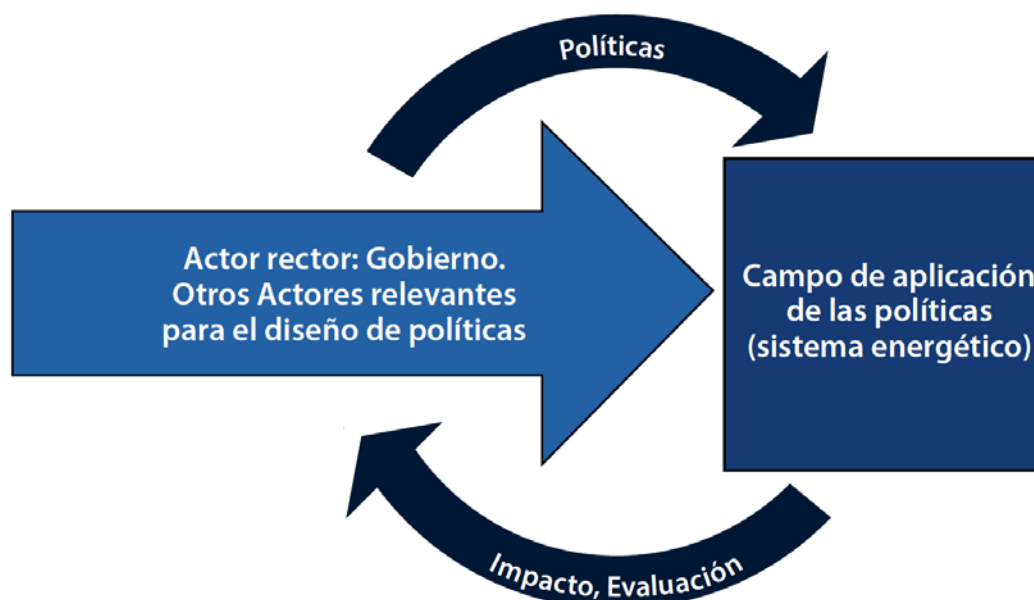 Políticas
Actor rector: Gobierno.
Otros Actores relevantes
para el diseño de políticas
Campo de aplicación
de las políticas
(sistema energético)
Impacto, Evaluación